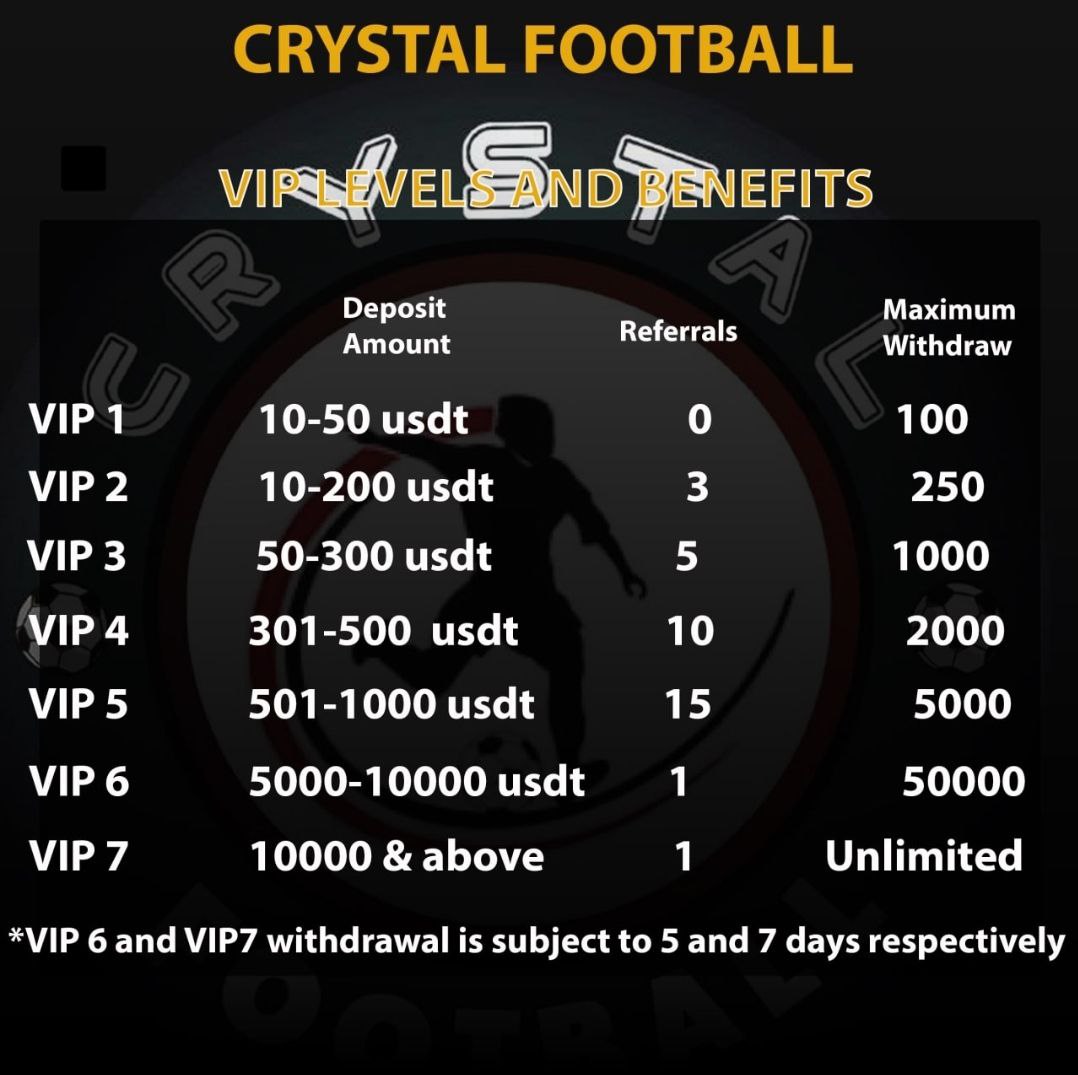 CRYSTAL FOOTBALL
CRYSTAL
VIP LEVELS AND BENEFITS
Deposit Amount Referrals Maximum Withdraw
VIP 1 10-50 usdt 0 100
VIP 2 10-200 usdt 3 250
VIP 3 50-300 usdt 5 1000
VIP 4 301-500 usdt 10 2000
VIP 5 501-1000 usdt 15 5000
VIP 6 5000-10000 usdt 1 50000
VIP 7 10000 & above 1 Unlimited
*VIP 6 and VIP7 withdrawal is subject to 5 and 7 days respectively
FOOTBALL